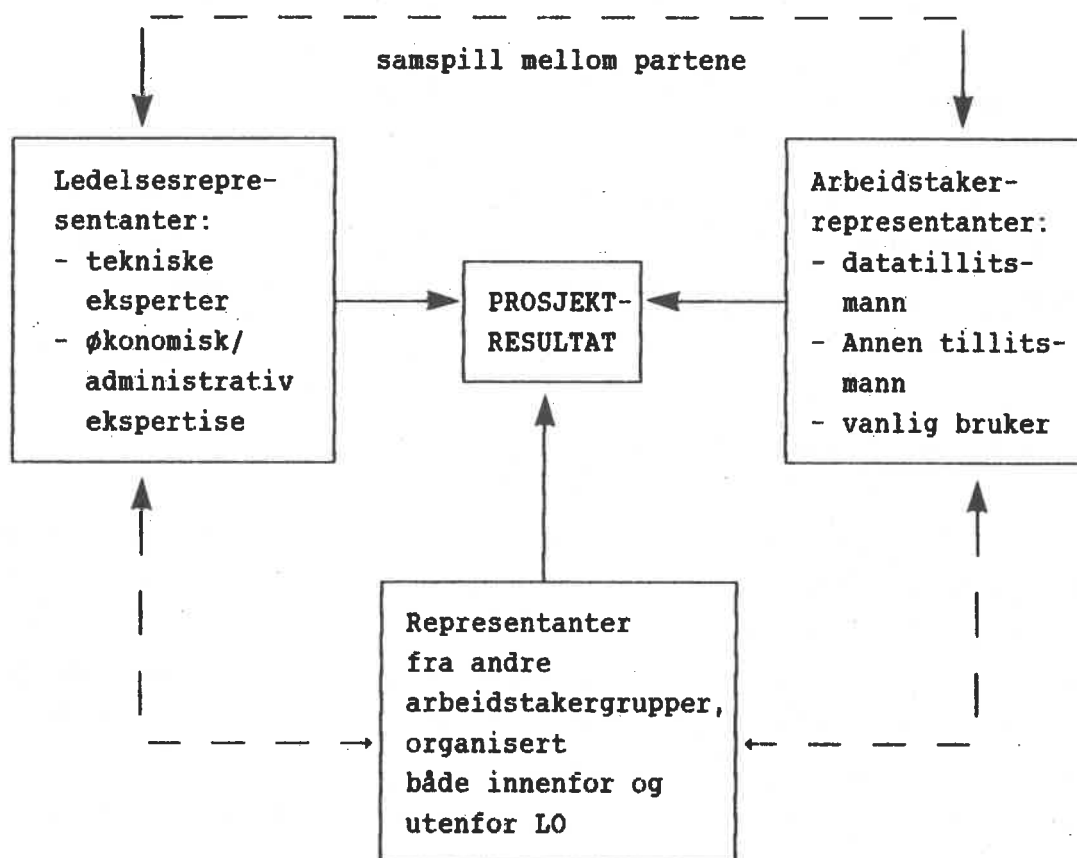 samspill mellom partene
Ledelsesrepre-
sentanter:
- tekniske
eksperter
- økonomisk/
administrativ
ekspertise
PROSJEKT-
RESULTAT
Arbeidstaker-
representanter:
- datatillits-
mann
- Annen tillits-
mann
- vanlig bruker
Representanter
fra andre
arbeidstakergrupper,
organisert
både innenfor og
utenfor LO